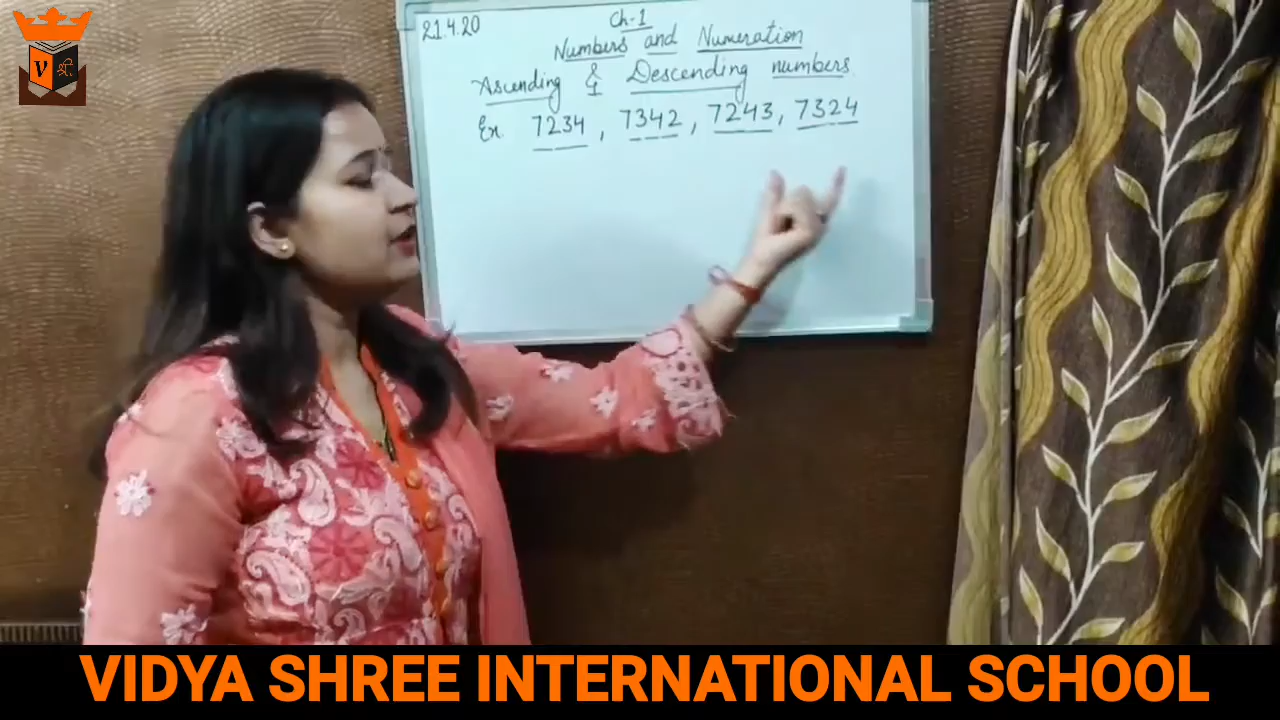 V श्री
21.4.20
Ch-1
Numbers and Numeration
Ascending & Descending numbers
Ex. 7234, 7342, 7243, 7324
VIDYA SHREE INTERNATIONAL SCHOOL